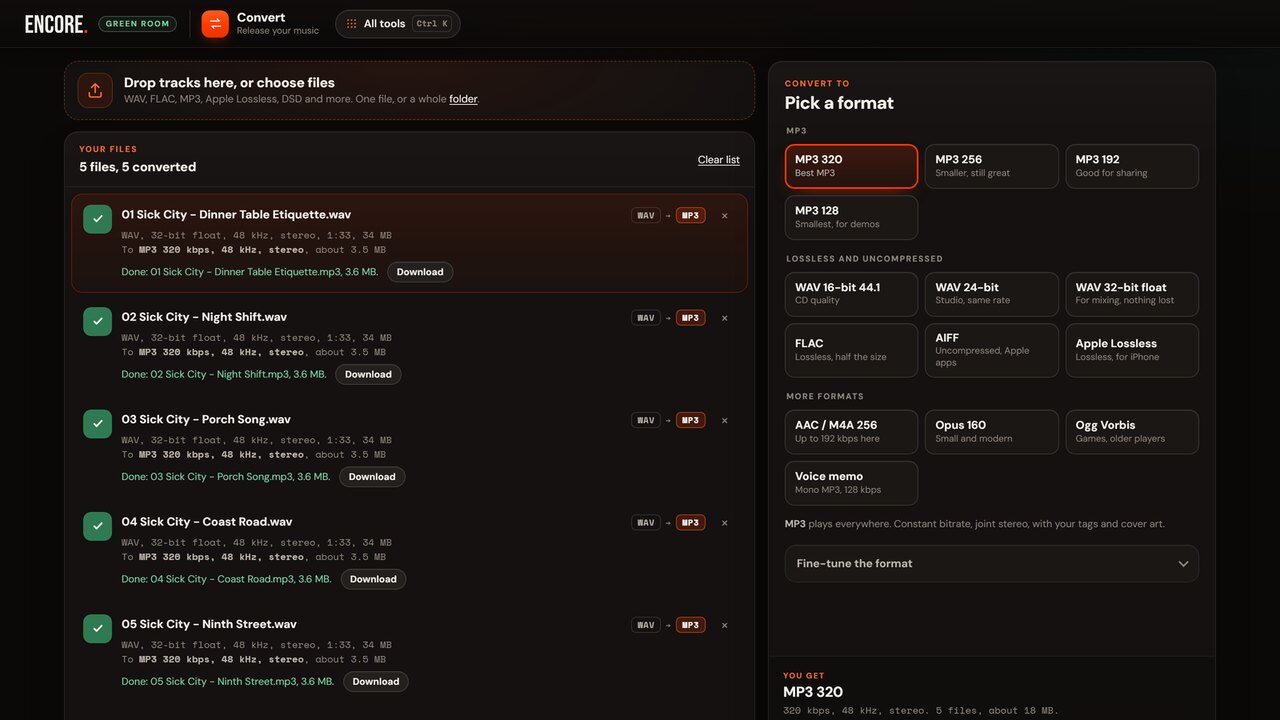 ENCORE.
GREEN ROOM
Convert
Release your music
All tools
Ctrl K
Drop tracks here, or choose files
WAV, FLAC, MP3, Apple Lossless, DSD and more. One file, or a whole folder.
YOUR FILES
5 files, 5 converted
Clear list
01 Sick City - Dinner Table Etiquette.wav
WAV → MP3 ×
WAV, 32-bit float, 48 kHz, stereo, 1:33, 34 MB
To MP3 320 kbps, 48 kHz, stereo, about 3.5 MB
Done: 01 Sick City - Dinner Table Etiquette.mp3, 3.6 MB. Download
02 Sick City - Night Shift.wav
WAV → MP3 ×
WAV, 32-bit float, 48 kHz, stereo, 1:33, 34 MB
To MP3 320 kbps, 48 kHz, stereo, about 3.5 MB
Done: 02 Sick City - Night Shift.mp3, 3.6 MB. Download
03 Sick City - Porch Song.wav
WAV → MP3 ×
WAV, 32-bit float, 48 kHz, stereo, 1:33, 34 MB
To MP3 320 kbps, 48 kHz, stereo, about 3.5 MB
Done: 03 Sick City - Porch Song.mp3, 3.6 MB. Download
04 Sick City - Coast Road.wav
WAV → MP3 ×
WAV, 32-bit float, 48 kHz, stereo, 1:33, 34 MB
To MP3 320 kbps, 48 kHz, stereo, about 3.5 MB
Done: 04 Sick City - Coast Road.mp3, 3.6 MB. Download
05 Sick City - Ninth Street.wav
WAV → MP3 ×
WAV, 32-bit float, 48 kHz, stereo, 1:33, 34 MB
To MP3 320 kbps, 48 kHz, stereo, about 3.5 MB
Done: 05 Sick City - Ninth Street.mp3, 3.6 MB. Download
CONVERT TO
Pick a format
MP3
MP3 320
Best MP3
MP3 256
Smaller, still great
MP3 192
Good for sharing
MP3 128
Smallest, for demos
LOSSLESS AND UNCOMPRESSED
WAV 16-bit 44.1
CD quality
WAV 24-bit
Studio, same rate
WAV 32-bit float
For mixing, nothing lost
FLAC
Lossless, half the size
AIFF
Uncompressed, Apple
apps
Apple Lossless
Lossless, for iPhone
MORE FORMATS
AAC / M4A 256
Up to 192 kbps here
Opus 160
Small and modern
Ogg Vorbis
Games, older players
Voice memo
Mono MP3, 128 kbps
MP3 plays everywhere. Constant bitrate, joint stereo, with your tags and cover art.
Fine-tune the format
YOU GET
MP3 320
320 kbps, 48 kHz, stereo. 5 files, about 18 MB.